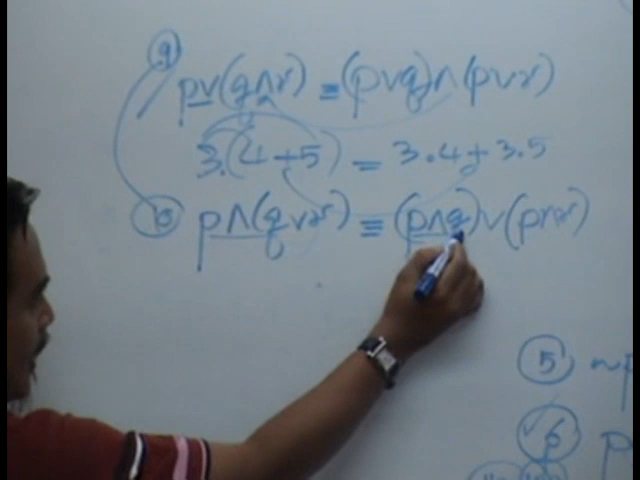 9
p∨(q∧r) ≡ (p∨q)∧(p∨r)
3.(4+5) = 3.4+3.5
10 p∧(q∨r) ≡ (p∧q)∨(p∧r)
5 ~p
6 p